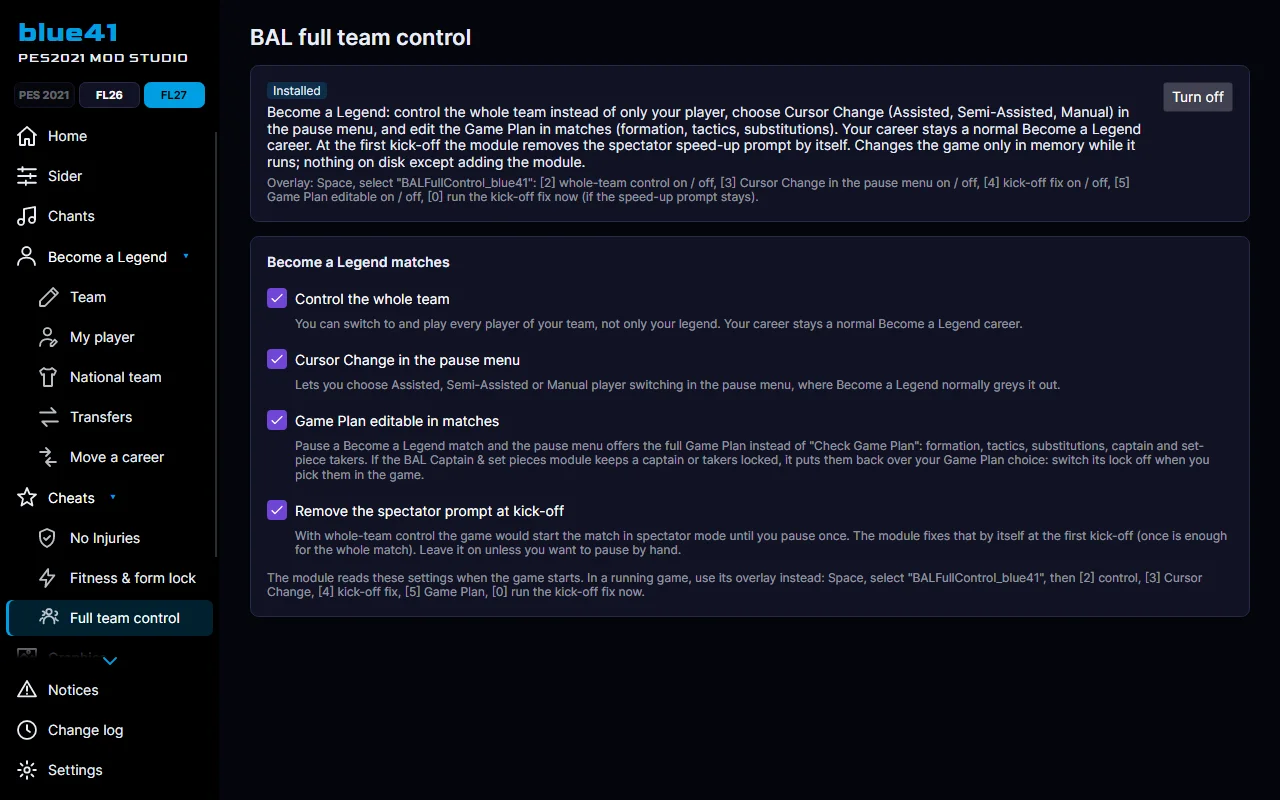 blue41
PES2021 MOD STUDIO
PES 2021
FL26
FL27
Home
Sider
Chants
Become a Legend
Team
My player
National team
Transfers
Move a career
Cheats
No Injuries
Fitness & form lock
Full team control
Notices
Change log
Settings
BAL full team control
Installed
Turn off
Become a Legend: control the whole team instead of only your player, choose Cursor Change (Assisted, Semi-Assisted, Manual) in
the pause menu, and edit the Game Plan in matches (formation, tactics, substitutions). Your career stays a normal Become a Legend
career. At the first kick-off the module removes the spectator speed-up prompt by itself. Changes the game only in memory while it
runs; nothing on disk except adding the module.
Overlay: Space, select "BALFullControl_blue41": [2] whole-team control on / off, [3] Cursor Change in the pause menu on / off, [4] kick-off fix on / off, [5]
Game Plan editable on / off, [0] run the kick-off fix now (if the speed-up prompt stays).
Become a Legend matches
Control the whole team
You can switch to and play every player of your team, not only your legend. Your career stays a normal Become a Legend career.
Cursor Change in the pause menu
Lets you choose Assisted, Semi-Assisted or Manual player switching in the pause menu, where Become a Legend normally greys it out.
Game Plan editable in matches
Pause a Become a Legend match and the pause menu offers the full Game Plan instead of "Check Game Plan": formation, tactics, substitutions, captain and set-
piece takers. If the BAL Captain & set pieces module keeps a captain or takers locked, it puts them back over your Game Plan choice: switch its lock off when you
pick them in the game.
Remove the spectator prompt at kick-off
With whole-team control the game would start the match in spectator mode until you pause once. The module fixes that by itself at the first kick-off (once is enough
for the whole match). Leave it on unless you want to pause by hand.
The module reads these settings when the game starts. In a running game, use its overlay instead: Space, select "BALFullControl_blue41", then [2] control, [3] Cursor
Change, [4] kick-off fix, [5] Game Plan, [0] run the kick-off fix now.